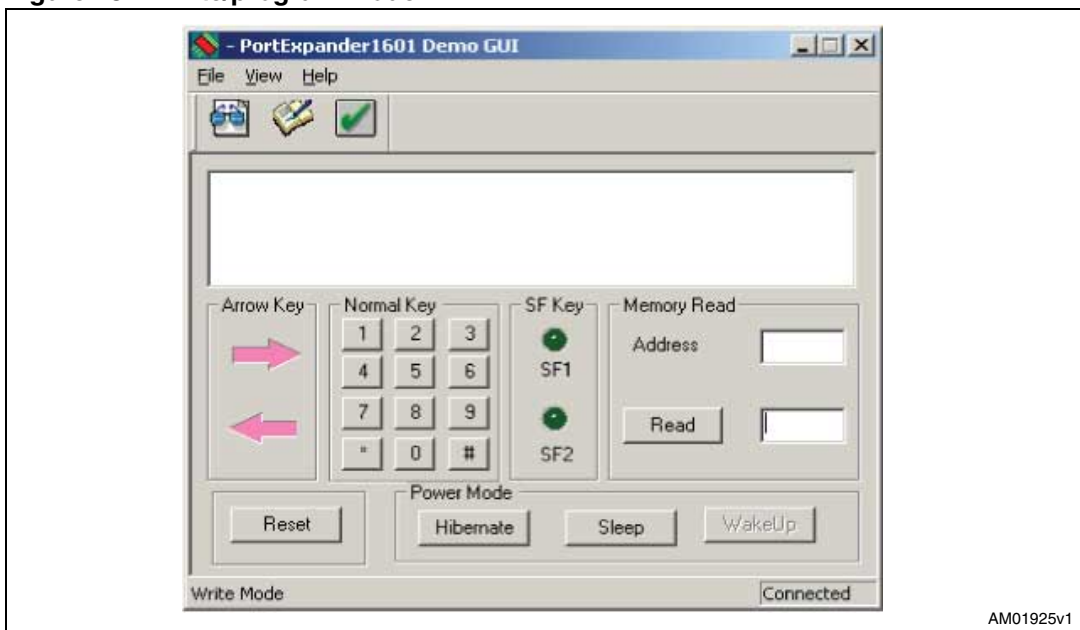 - PortExpander1601 Demo GUI
File View Help
Arrow Key
Normal Key
1 2 3
4 5 6
7 8 9
* 0 #
SF Key
SF1
SF2
Memory Read
Address
Read
Reset
Power Mode
Hibernate
Sleep
WakeUp
Write Mode
Connected
AM01925v1